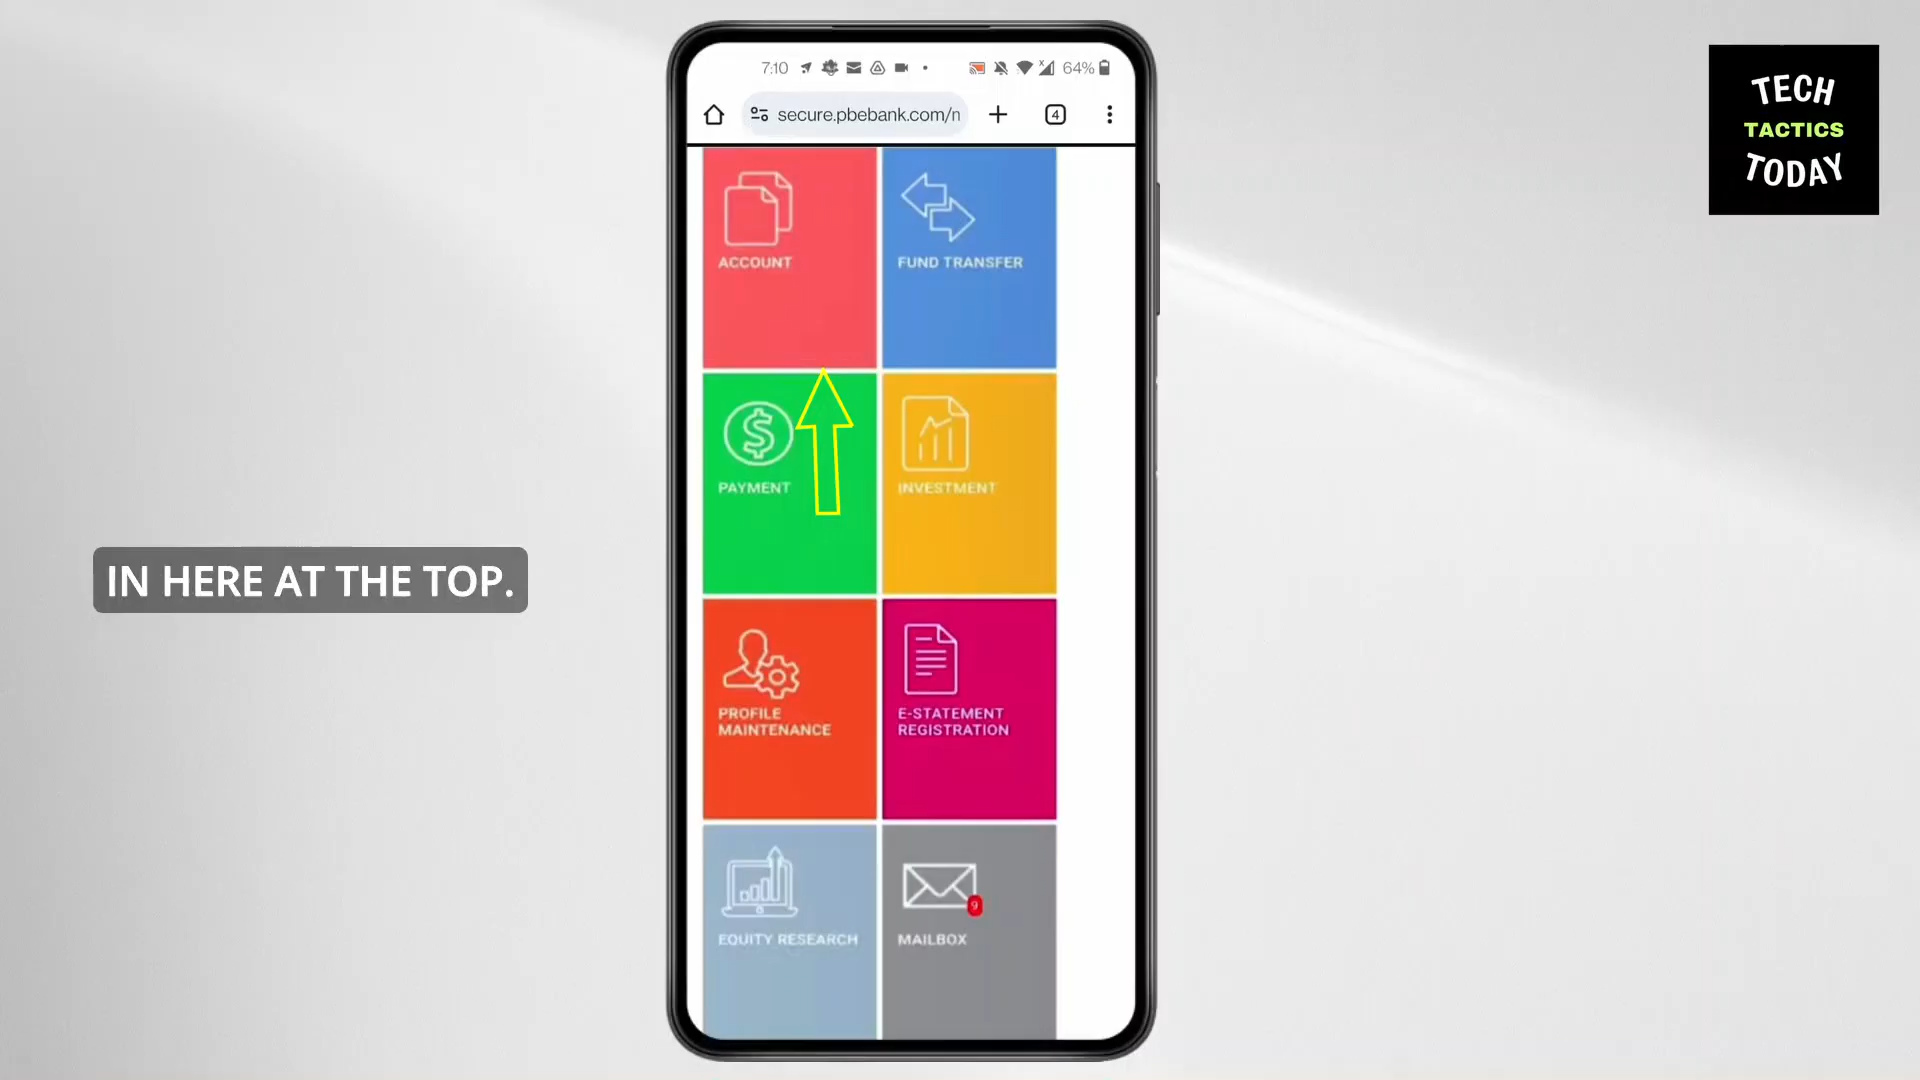 7:10
64%
secure.pbebank.com/n
4
TECH
TACTICS
TODAY
ACCOUNT
FUND TRANSFER
PAYMENT
INVESTMENT
IN HERE AT THE TOP.
PROFILE
MAINTENANCE
E-STATEMENT
REGISTRATION
9
EQUITY RESEARCH
MAILBOX